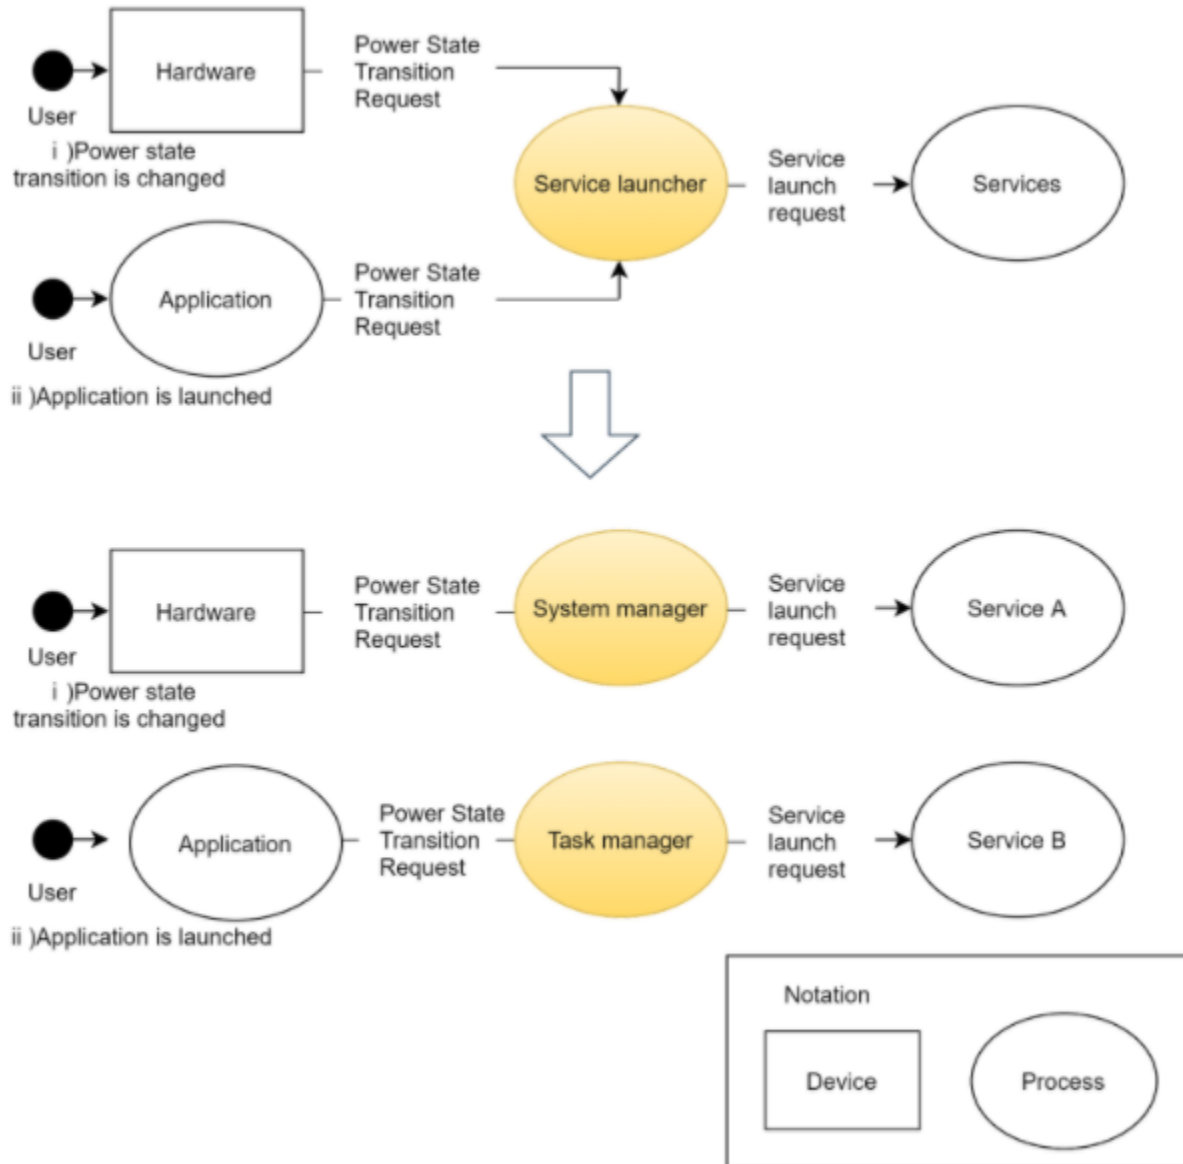 Hardware
Power State
Transition
Request
User
i )Power state
transition is changed
Service launcher
Service
launch
request
Services
Application
Power State
Transition
Request
User
ii )Application is launched
Hardware
Power State
Transition
Request
User
i )Power state
transition is changed
System manager
Service
launch
request
Service A
Application
Power State
Transition
Request
User
ii )Application is launched
Task manager
Service
launch
request
Service B
Notation
Device
Process